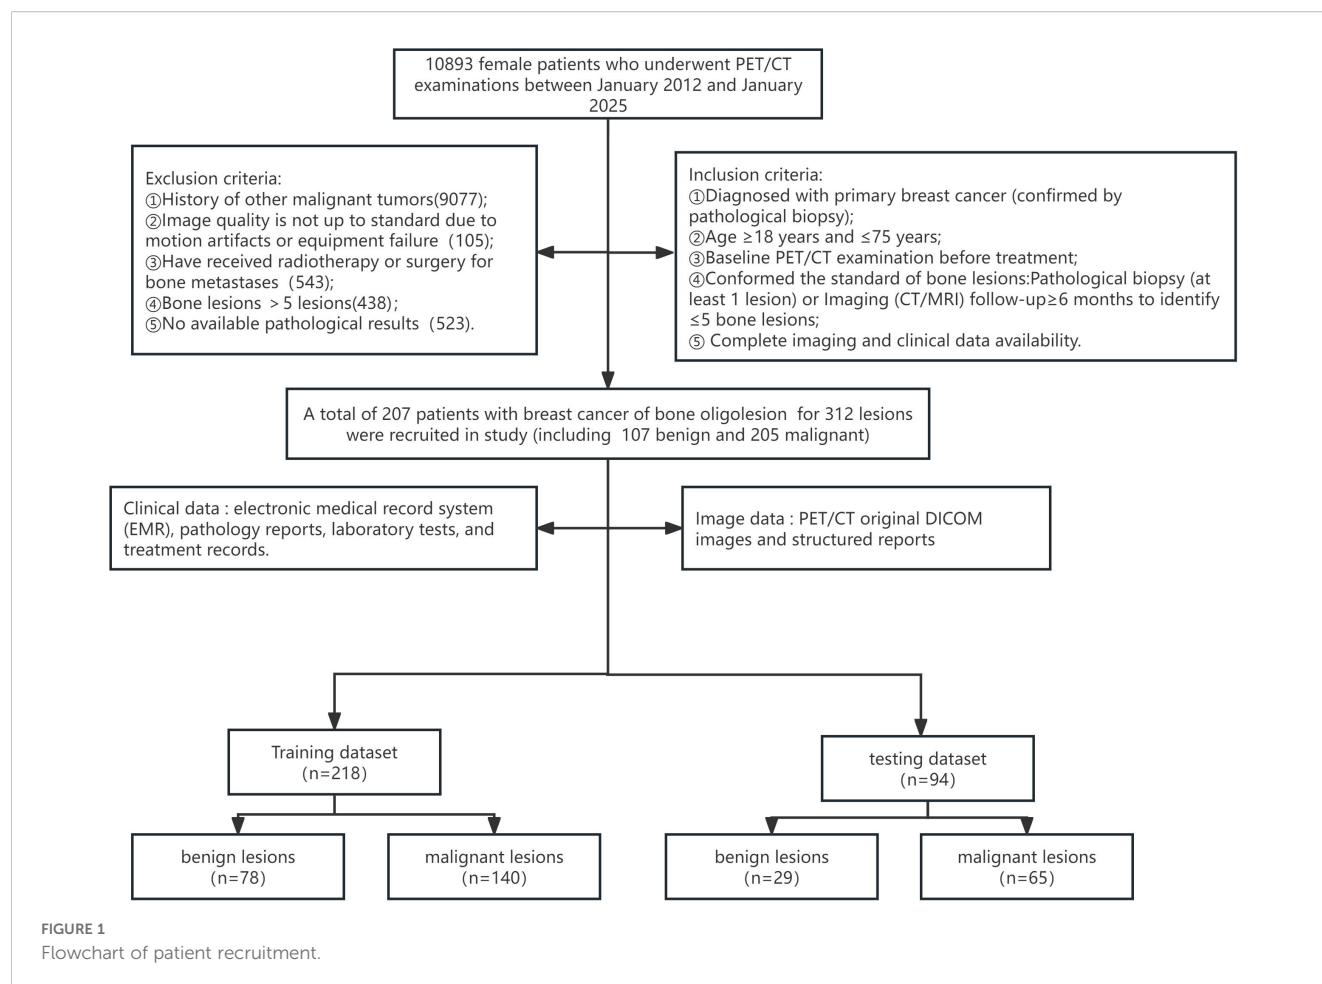 10893 female patients who underwent PET/CT
examinations between January 2012 and January
2025
Exclusion criteria:
①History of other malignant tumors(9077);
②Image quality is not up to standard due to
motion artifacts or equipment failure (105);
③Have received radiotherapy or surgery for
bone metastases (543);
④Bone lesions >5 lesions(438);
⑤No available pathological results (523).
Inclusion criteria:
①Diagnosed with primary breast cancer (confirmed by
pathological biopsy);
②Age ≥18 years and ≤75 years;
③Baseline PET/CT examination before treatment;
④Conformed the standard of bone lesions:Pathological biopsy (at
least 1 lesion) or Imaging (CT/MRI) follow-up≥6 months to identify
≤5 bone lesions;
⑤ Complete imaging and clinical data availability.
A total of 207 patients with breast cancer of bone oligolesion for 312 lesions
were recruited in study (including 107 benign and 205 malignant)
Clinical data : electronic medical record system
(EMR), pathology reports, laboratory tests, and
treatment records.
Image data : PET/CT original DICOM
images and structured reports
Training dataset
(n=218)
testing dataset
(n=94)
benign lesions
(n=78)
malignant lesions
(n=140)
benign lesions
(n=29)
malignant lesions
(n=65)
FIGURE 1
Flowchart of patient recruitment.